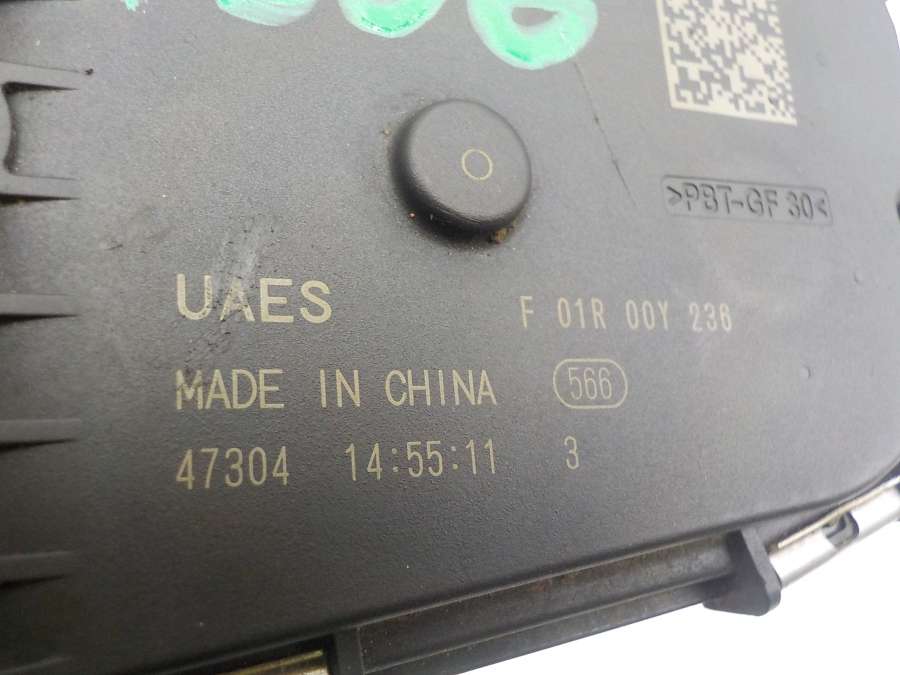 >PBT-GF 30<
UAES
F 01R 00Y 236
MADE IN CHINA 566
47304 14:55:11 3